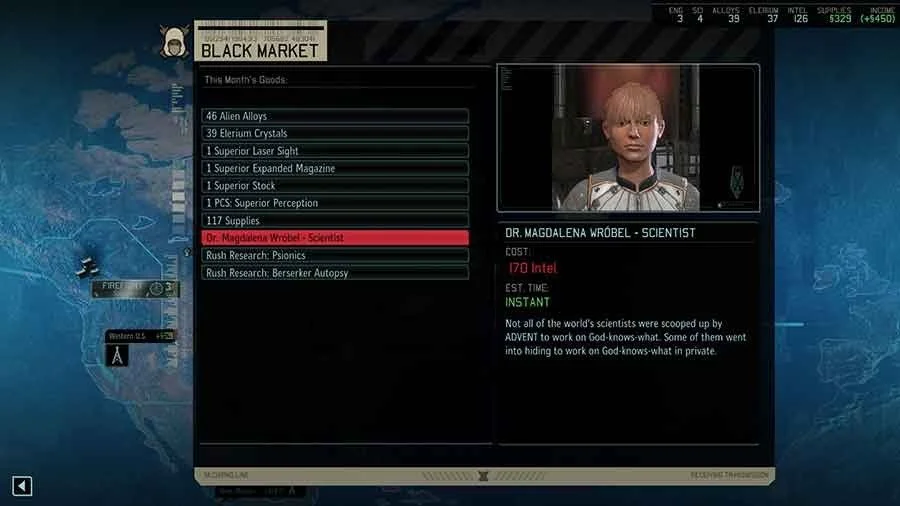 ENG SCI ALLOYS ELERIUM INTEL SUPPLIES INCOME
3 4 39 37 126 §329 (+§450)
BLACK MARKET
This Month's Goods:
46 Alien Alloys
39 Elerium Crystals
1 Superior Laser Sight
1 Superior Expanded Magazine
1 Superior Stock
1 PCS: Superior Perception
117 Supplies
Dr. Magdalena Wróbel - Scientist
Rush Research: Psionics
Rush Research: Berserker Autopsy
DR. MAGDALENA WRÓBEL - SCIENTIST
COST:
170 Intel
EST. TIME:
INSTANT
Not all of the world's scientists were scooped up by
ADVENT to work on God-knows-what. Some of them went
into hiding to work on God-knows-what in private.
3
Western U.S.
RECEIVING TRANSMISSION